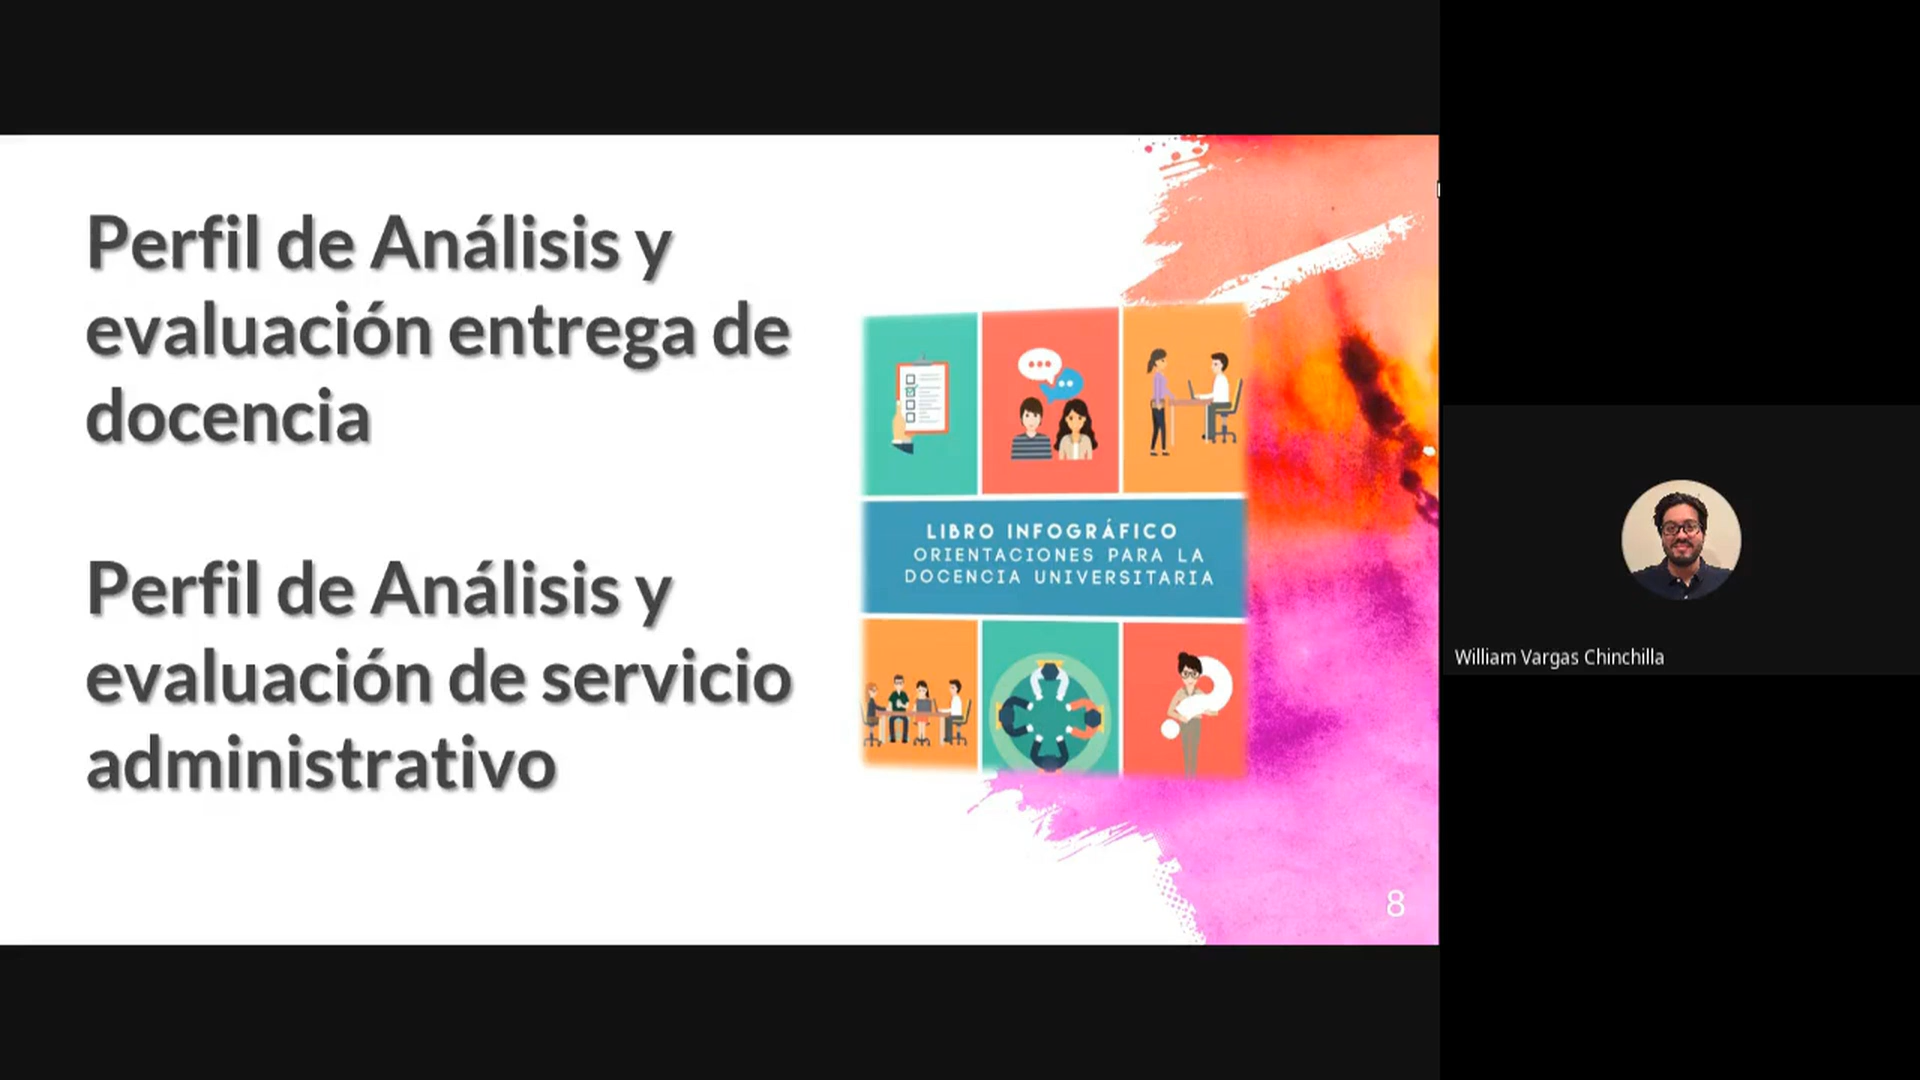 Perfil de Análisis y
evaluación entrega de
docencia
Perfil de Análisis y
evaluación de servicio
administrativo
LIBRO INFOGRÁFICO
ORIENTACIONES PARA LA
DOCENCIA UNIVERSITARIA
8
William Vargas Chinchilla